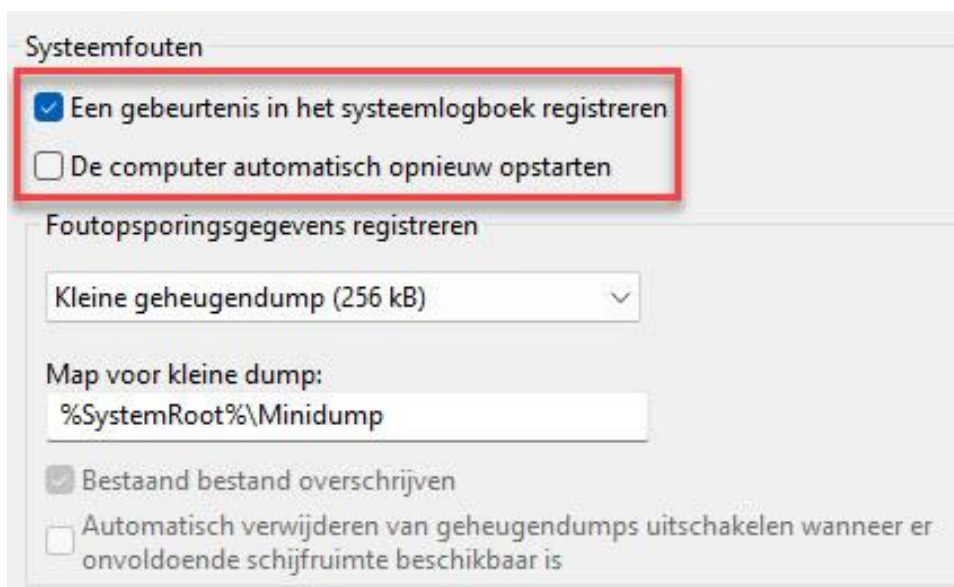 Systeemfouten
Een gebeurtenis in het systeemlogboek registreren
De computer automatisch opnieuw opstarten
Foutopsporingsgegevens registreren
Kleine geheugendump (256 kB)
Map voor kleine dump:
%SystemRoot%\Minidump
Bestaand bestand overschrijven
Automatisch verwijderen van geheugendumps uitschakelen wanneer er
onvoldoende schijfruimte beschikbaar is